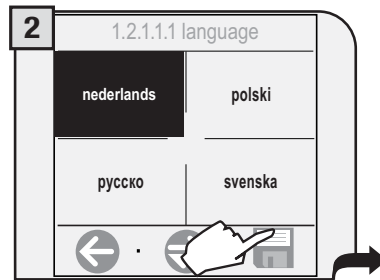 2
1.2.1.1.1 language
nederlands polski
русско svenska